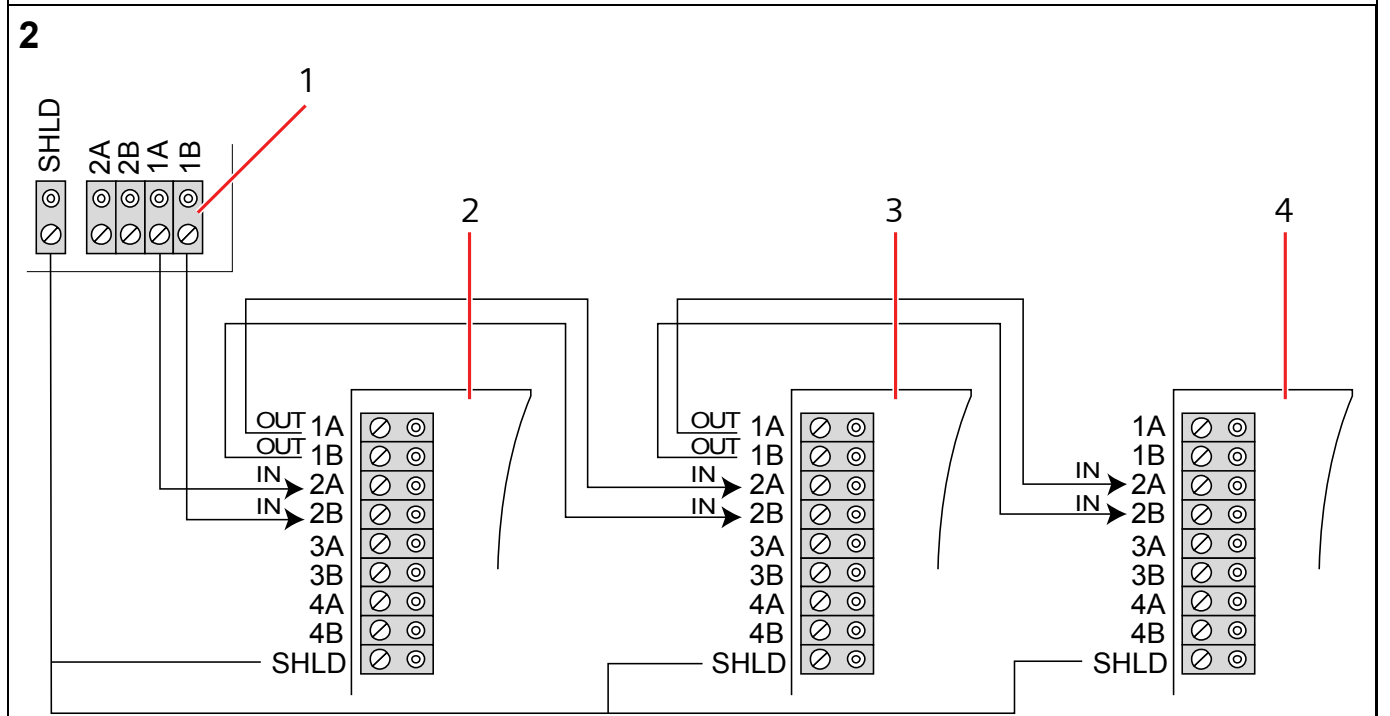 2
1
SHLD
2A
2B
1A
1B
2
3
4
OUT 1A
OUT 1B
IN 2A
IN 2B
3A
3B
4A
4B
SHLD
OUT 1A
OUT 1B
IN 2A
IN 2B
3A
3B
4A
4B
SHLD
1A
1B
IN 2A
IN 2B
3A
3B
4A
4B
SHLD